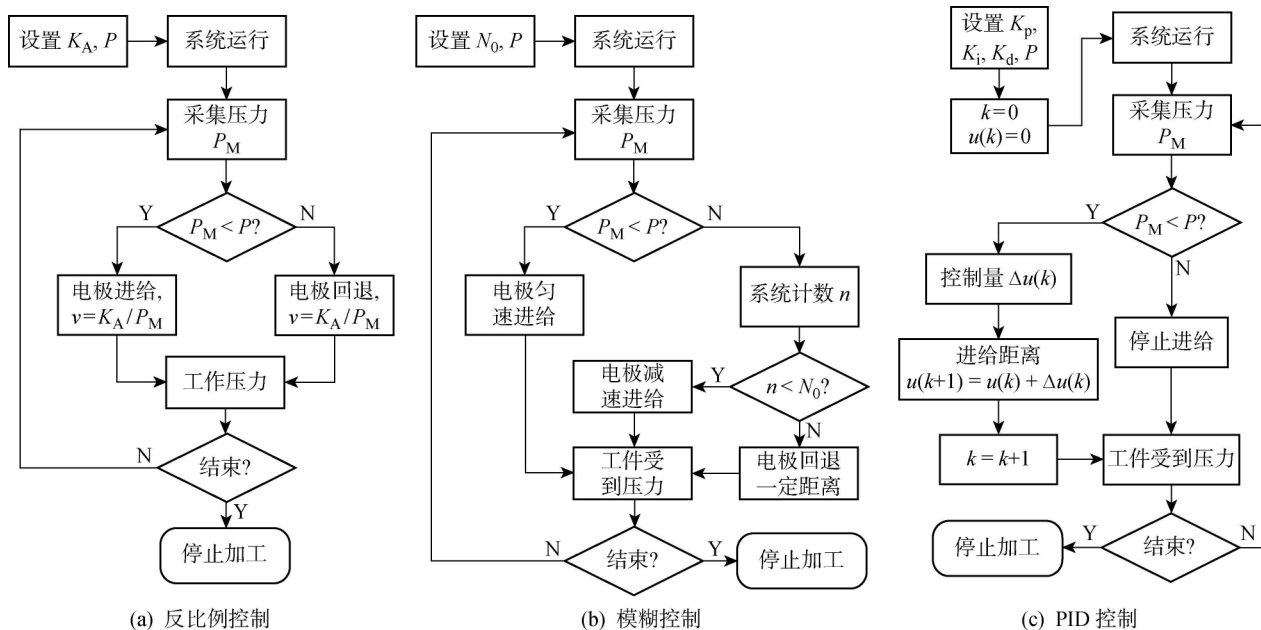 设置 K_A, P
系统运行
采集压力
P_M
P_M < P?
Y
N
电极进给,
v=K_A/P_M
电极回退,
v=K_A/P_M
工作压力
结束?
N
Y
停止加工
(a) 反比例控制
设置 N_0, P
系统运行
采集压力
P_M
P_M < P?
Y
N
电极匀
速进给
系统计数 n
n < N_0?
Y
N
电极减
速进给
电极回退
一定距离
工件受
到压力
结束?
N
Y
停止加工
(b) 模糊控制
设置 K_p,
K_i, K_d, P
k=0
u(k)=0
系统运行
采集压力
P_M
P_M < P?
Y
N
控制量 Δu(k)
进给距离
u(k+1) = u(k) + Δu(k)
k = k+1
停止进给
工件受到压力
结束?
Y
N
停止加工
(c) PID 控制